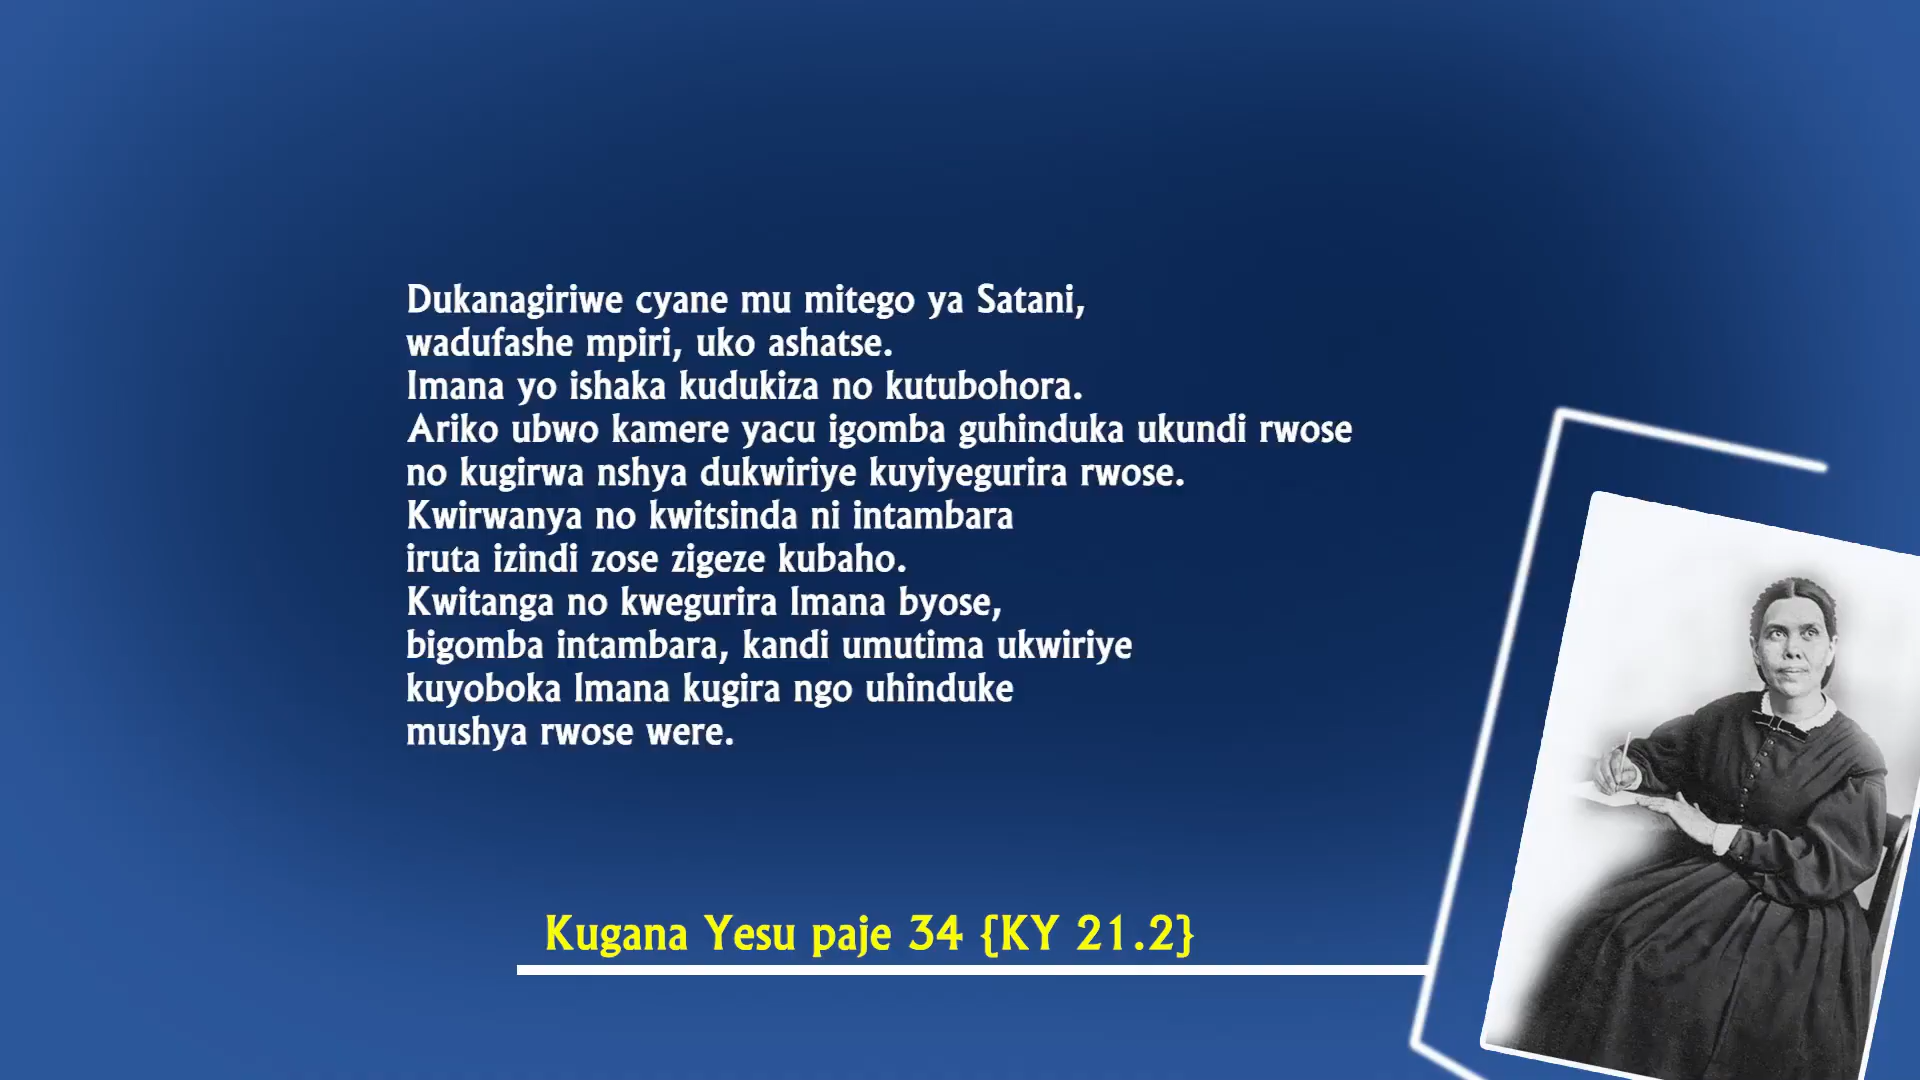 Dukanagiriwe cyane mu mitego ya Satani,
wadufashe mpiri, uko ashatse.
Imana yo ishaka kudukiza no kutubohora.
Ariko ubwo kamere yacu igomba guhinduka ukundi rwose
no kugirwa nshya dukwiriye kuyiyegurira rwose.
Kwirwanya no kwitsinda ni intambara
iruta izindi zose zigeze kubaho.
Kwitanga no kwegurira Imana byose,
bigomba intambara, kandi umutima ukwiriye
kuyoboka Imana kugira ngo uhinduke
mushya rwose were.
Kugana Yesu paje 34 {KY 21.2}